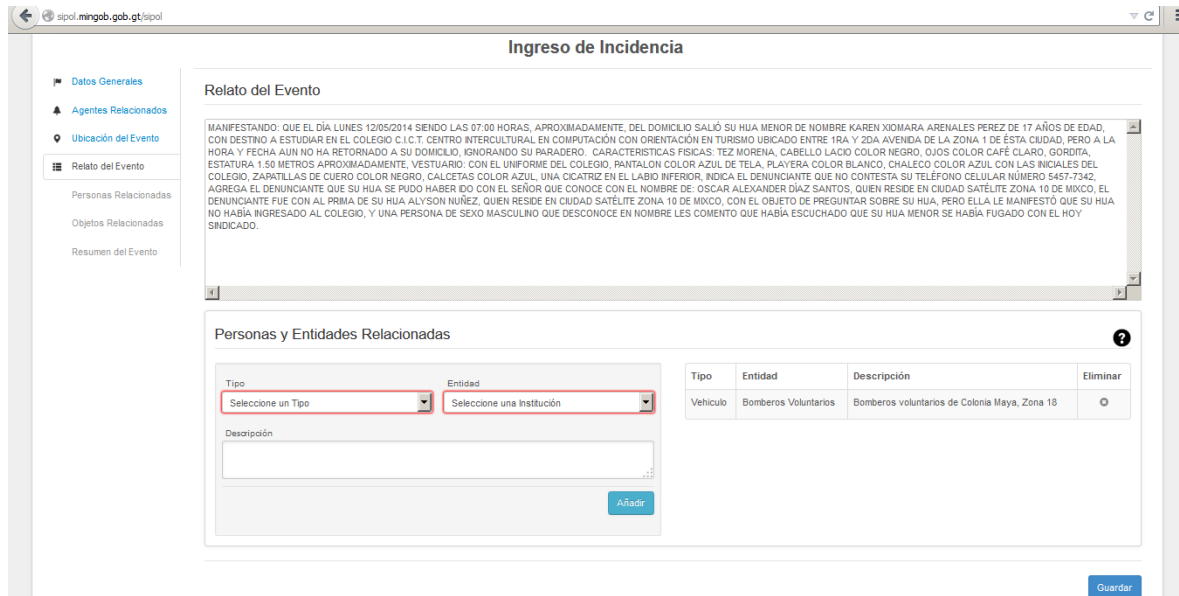 sipol.mingob.gob.gt/sipol
Ingreso de Incidencia
Datos Generales
Agentes Relacionados
Ubicación del Evento
Relato del Evento
Personas Relacionadas
Objetos Relacionadas
Resumen del Evento
Relato del Evento
MANIFESTANDO: QUE EL DÍA LUNES 12/05/2014 SIENDO LAS 07:00 HORAS, APROXIMADAMENTE, DEL DOMICILIO SALIÓ SU HIJA MENOR DE NOMBRE KAREN XIOMARA ARENALES PEREZ DE 17 AÑOS DE EDAD,
CON DESTINO A ESTUDIAR EN EL COLEGIO C.I.C.T. CENTRO INTERCULTURAL EN COMPUTACIÓN CON ORIENTACIÓN EN TURISMO UBICADO ENTRE 1RA Y 2DA AVENIDA DE LA ZONA 1 DE ÉSTA CIUDAD, PERO A LA
HORA Y FECHA AUN NO HA RETORNADO A SU DOMICILIO, IGNORANDO SU PARADERO. CARACTERISTICAS FISICAS: TEZ MORENA, CABELLO LACIO COLOR NEGRO, OJOS COLOR CAFÉ CLARO, GORDITA,
ESTATURA 1.50 METROS APROXIMADAMENTE, VESTUARIO: CON EL UNIFORME DEL COLEGIO, PANTALON COLOR AZUL DE TELA, PLAYERA COLOR BLANCO, CHALECO COLOR AZUL CON LAS INICIALES DEL
COLEGIO, ZAPATILLAS DE CUERO COLOR NEGRO, CALCETAS COLOR AZUL, UNA CICATRIZ EN EL LABIO INFERIOR, INDICA EL DENUNCIANTE QUE NO CONTESTA SU TELÉFONO CELULAR NÚMERO 5457-7342,
AGREGA EL DENUNCIANTE QUE SU HIJA SE PUDO HABER IDO CON EL SEÑOR QUE CONOCE CON EL NOMBRE DE: OSCAR ALEXANDER DÍAZ SANTOS, QUIEN RESIDE EN CIUDAD SATÉLITE ZONA 10 DE MIXCO, EL
DENUNCIANTE FUE CON AL PRIMA DE SU HIJA ALYSON NUÑEZ, QUIEN RESIDE EN CIUDAD SATÉLITE ZONA 10 DE MIXCO, CON EL OBJETO DE PREGUNTAR SOBRE SU HIJA, PERO ELLA LE MANIFESTÓ QUE SU HIJA
NO HABÍA INGRESADO AL COLEGIO, Y UNA PERSONA DE SEXO MASCULINO QUE DESCONOCE EN NOMBRE LES COMENTO QUE HABÍA ESCUCHADO QUE SU HIJA MENOR SE HABÍA FUGADO CON EL HOY
SINDICADO.
Personas y Entidades Relacionadas
Tipo
Entidad
Seleccione un Tipo
Seleccione una Institución
Descripción
Añadir
Tipo Entidad Descripción Eliminar
Vehiculo Bomberos Voluntarios Bomberos voluntarios de Colonia Maya, Zona 18
Guardar